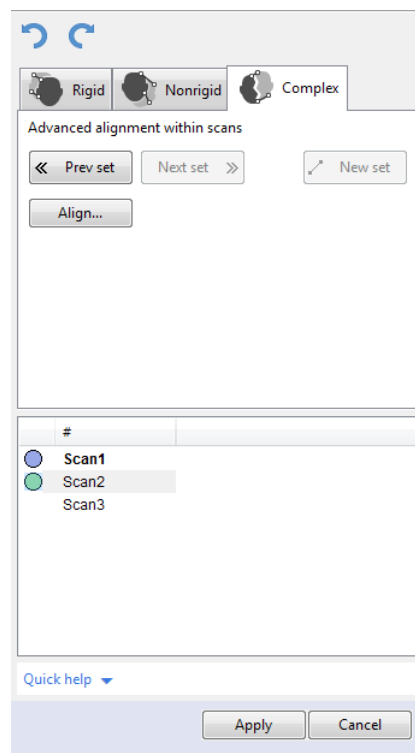 Rigid Nonrigid Complex
Advanced alignment within scans
Prev set Next set New set
Align...
#
Scan1
Scan2
Scan3
Quick help
Apply Cancel